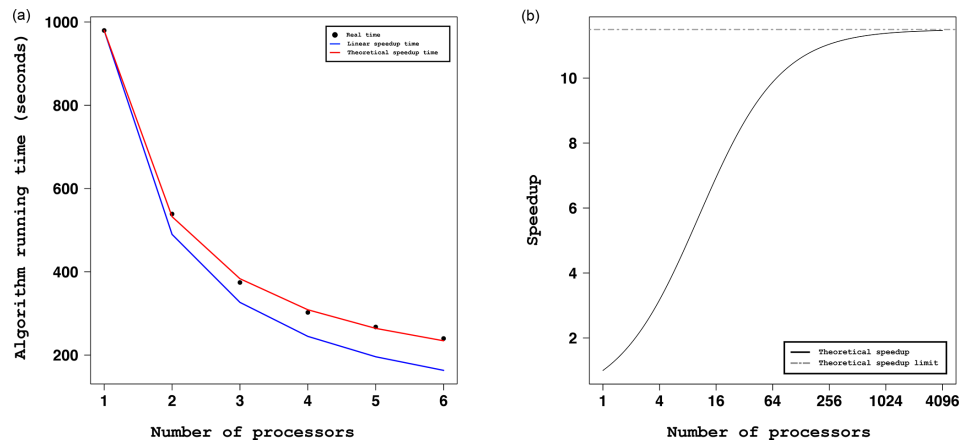 (a)
1000
800
600
400
200
Algorithm running time (seconds)
Real time
Linear speedup time
Theoretical speedup time
1 2 3 4 5 6
Number of processors
(b)
10
8
6
4
2
Speedup
Theoretical speedup
Theoretical speedup limit
1 4 16 64 256 1024 4096
Number of processors